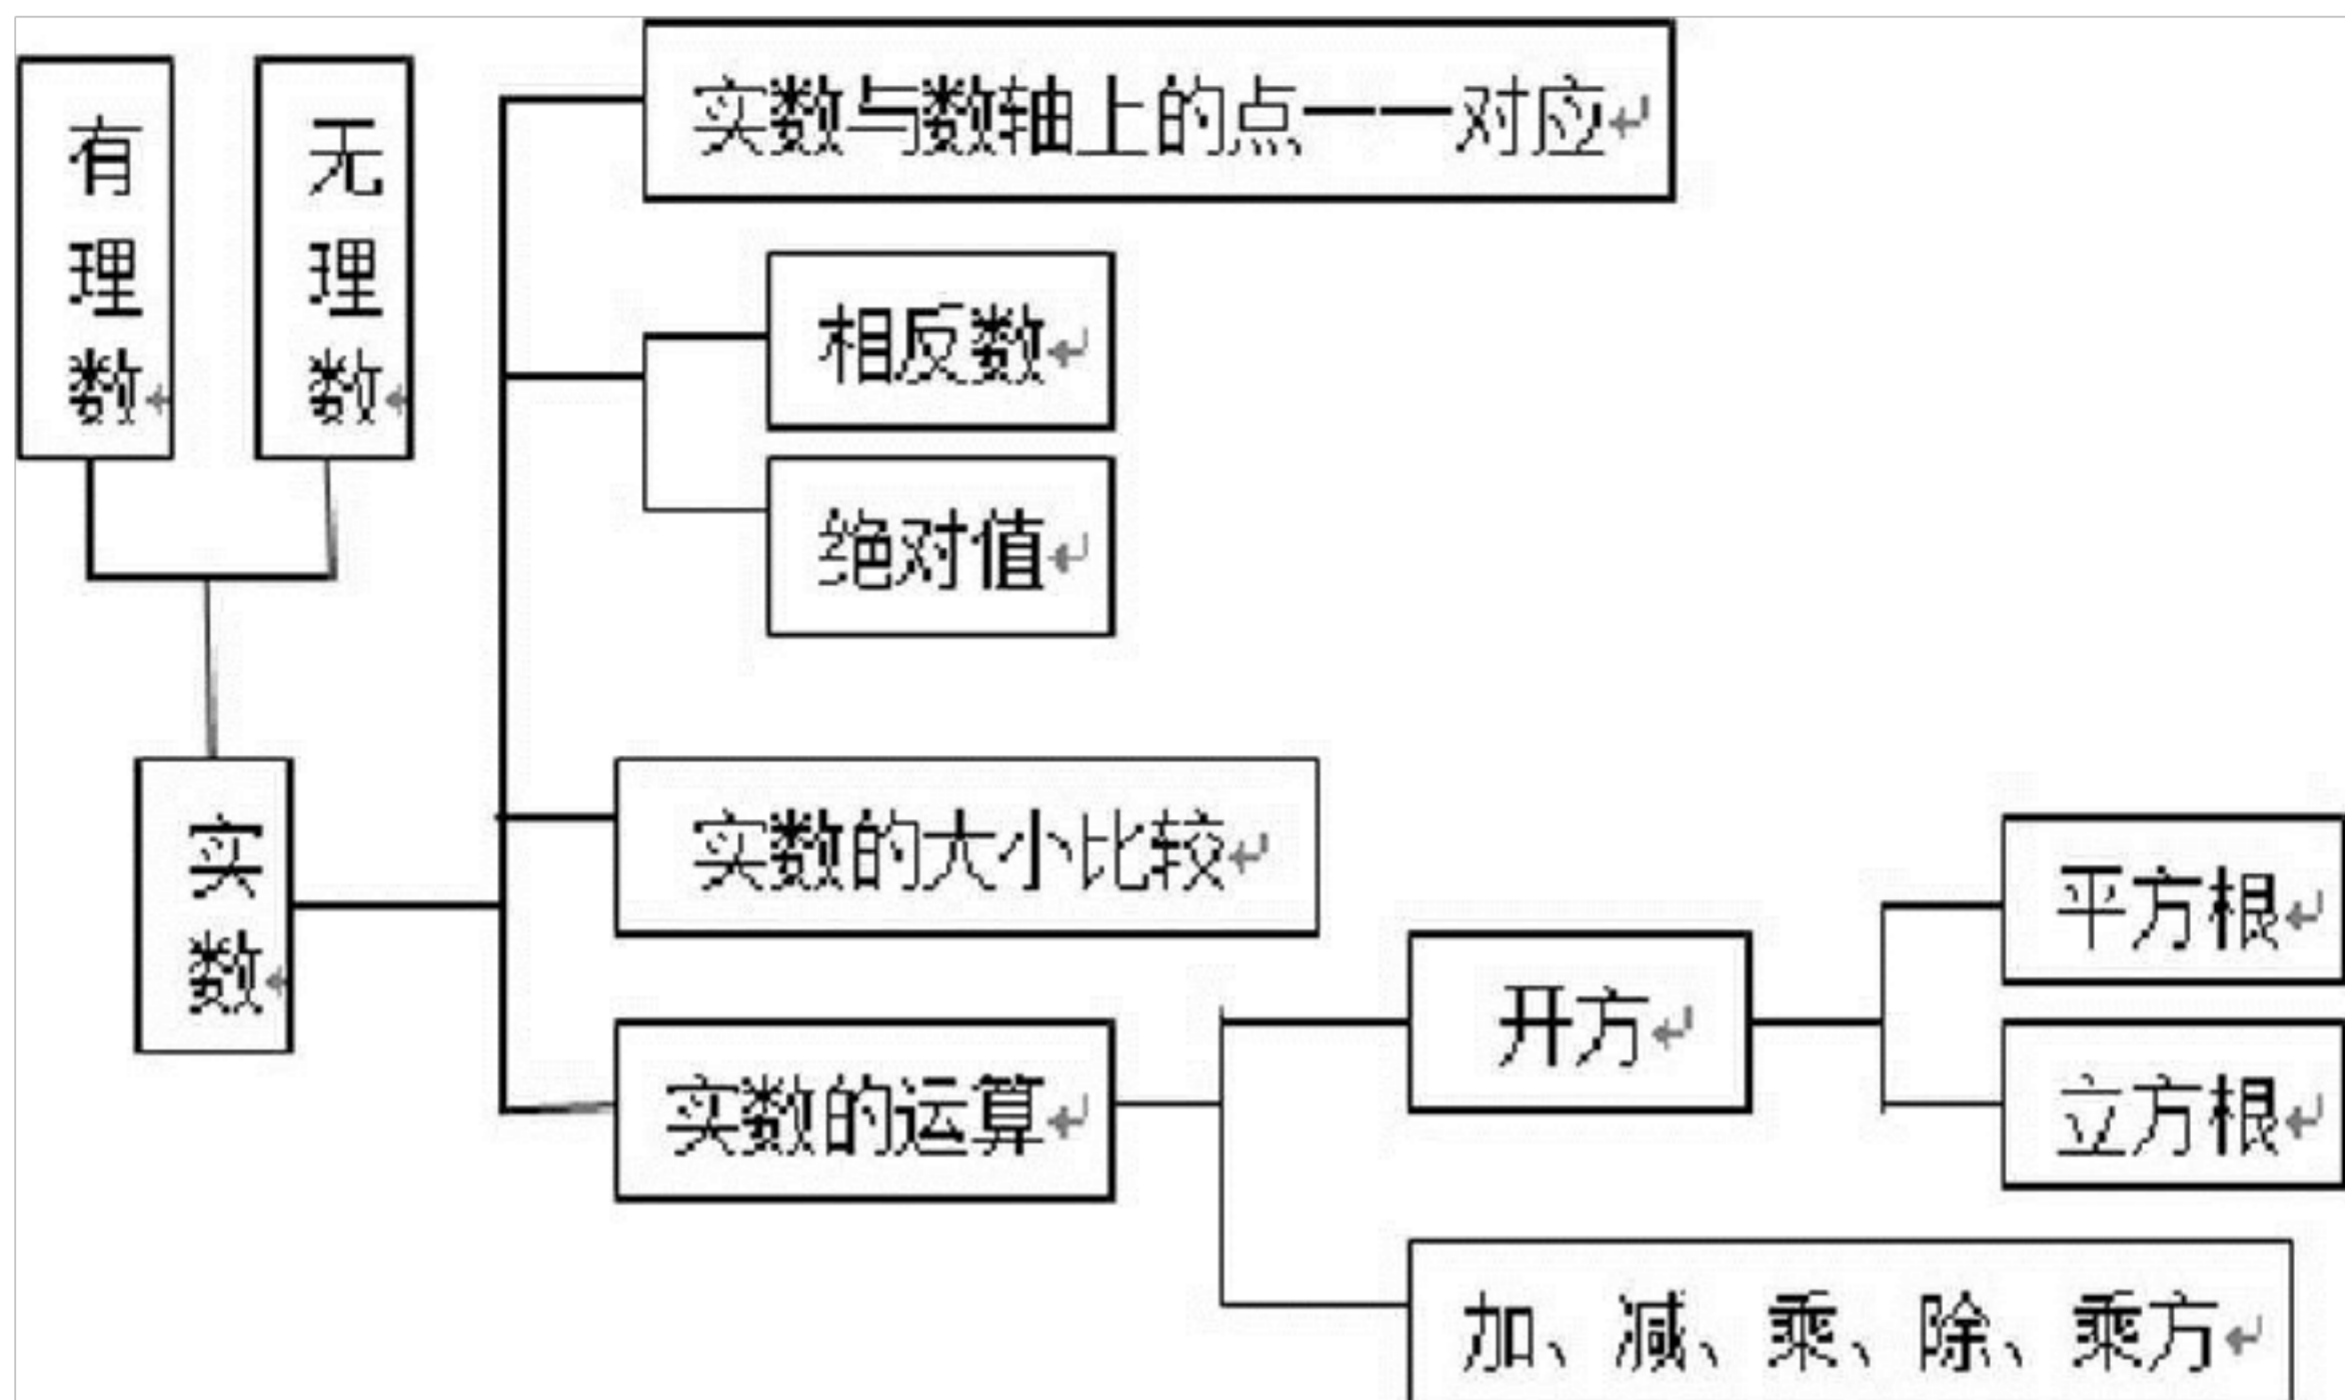 有理数
无理数
实数与数轴上的点一一对应
相反数
绝对值
实数
实数的大小比较
实数的运算
开方
平方根
立方根
加、减、乘、除、乘方